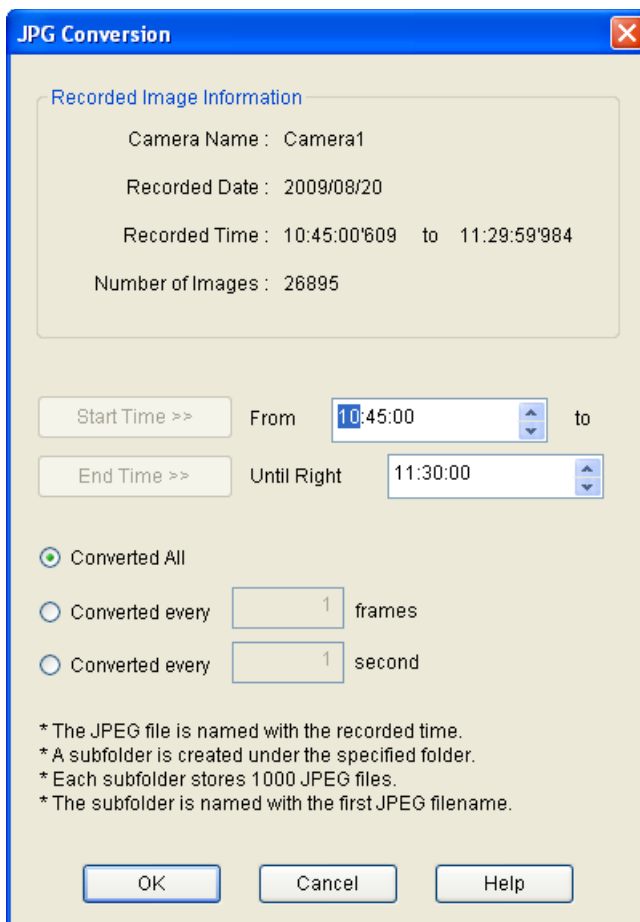 JPG Conversion
Recorded Image Information
Camera Name : Camera1
Recorded Date : 2009/08/20
Recorded Time : 10:45:00'609 to 11:29:59'984
Number of Images : 26895
Start Time >> From 10:45:00 to
End Time >> Until Right 11:30:00
Converted All
Converted every 1 frames
Converted every 1 second
* The JPEG file is named with the recorded time.
* A subfolder is created under the specified folder.
* Each subfolder stores 1000 JPEG files.
* The subfolder is named with the first JPEG filename.
OK Cancel Help